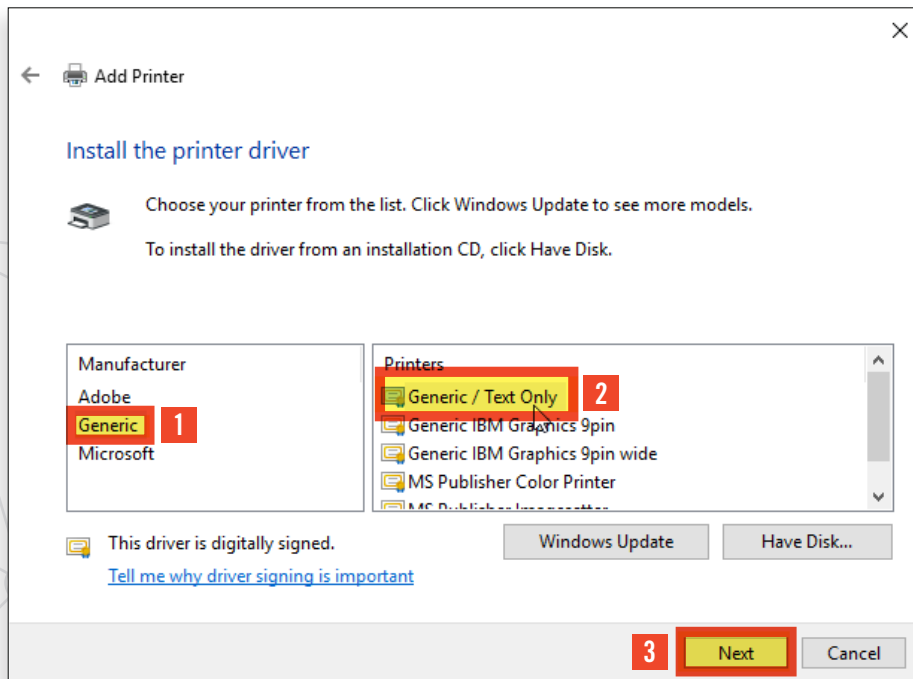 Add Printer
Install the printer driver
Choose your printer from the list. Click Windows Update to see more models.
To install the driver from an installation CD, click Have Disk.
Manufacturer
Adobe
Generic 1
Microsoft
Printers
Generic / Text Only 2
Generic IBM Graphics 9pin
Generic IBM Graphics 9pin wide
MS Publisher Color Printer
MS Publisher Imagesetter
This driver is digitally signed.
Tell me why driver signing is important
Windows Update
Have Disk...
3 Next
Cancel